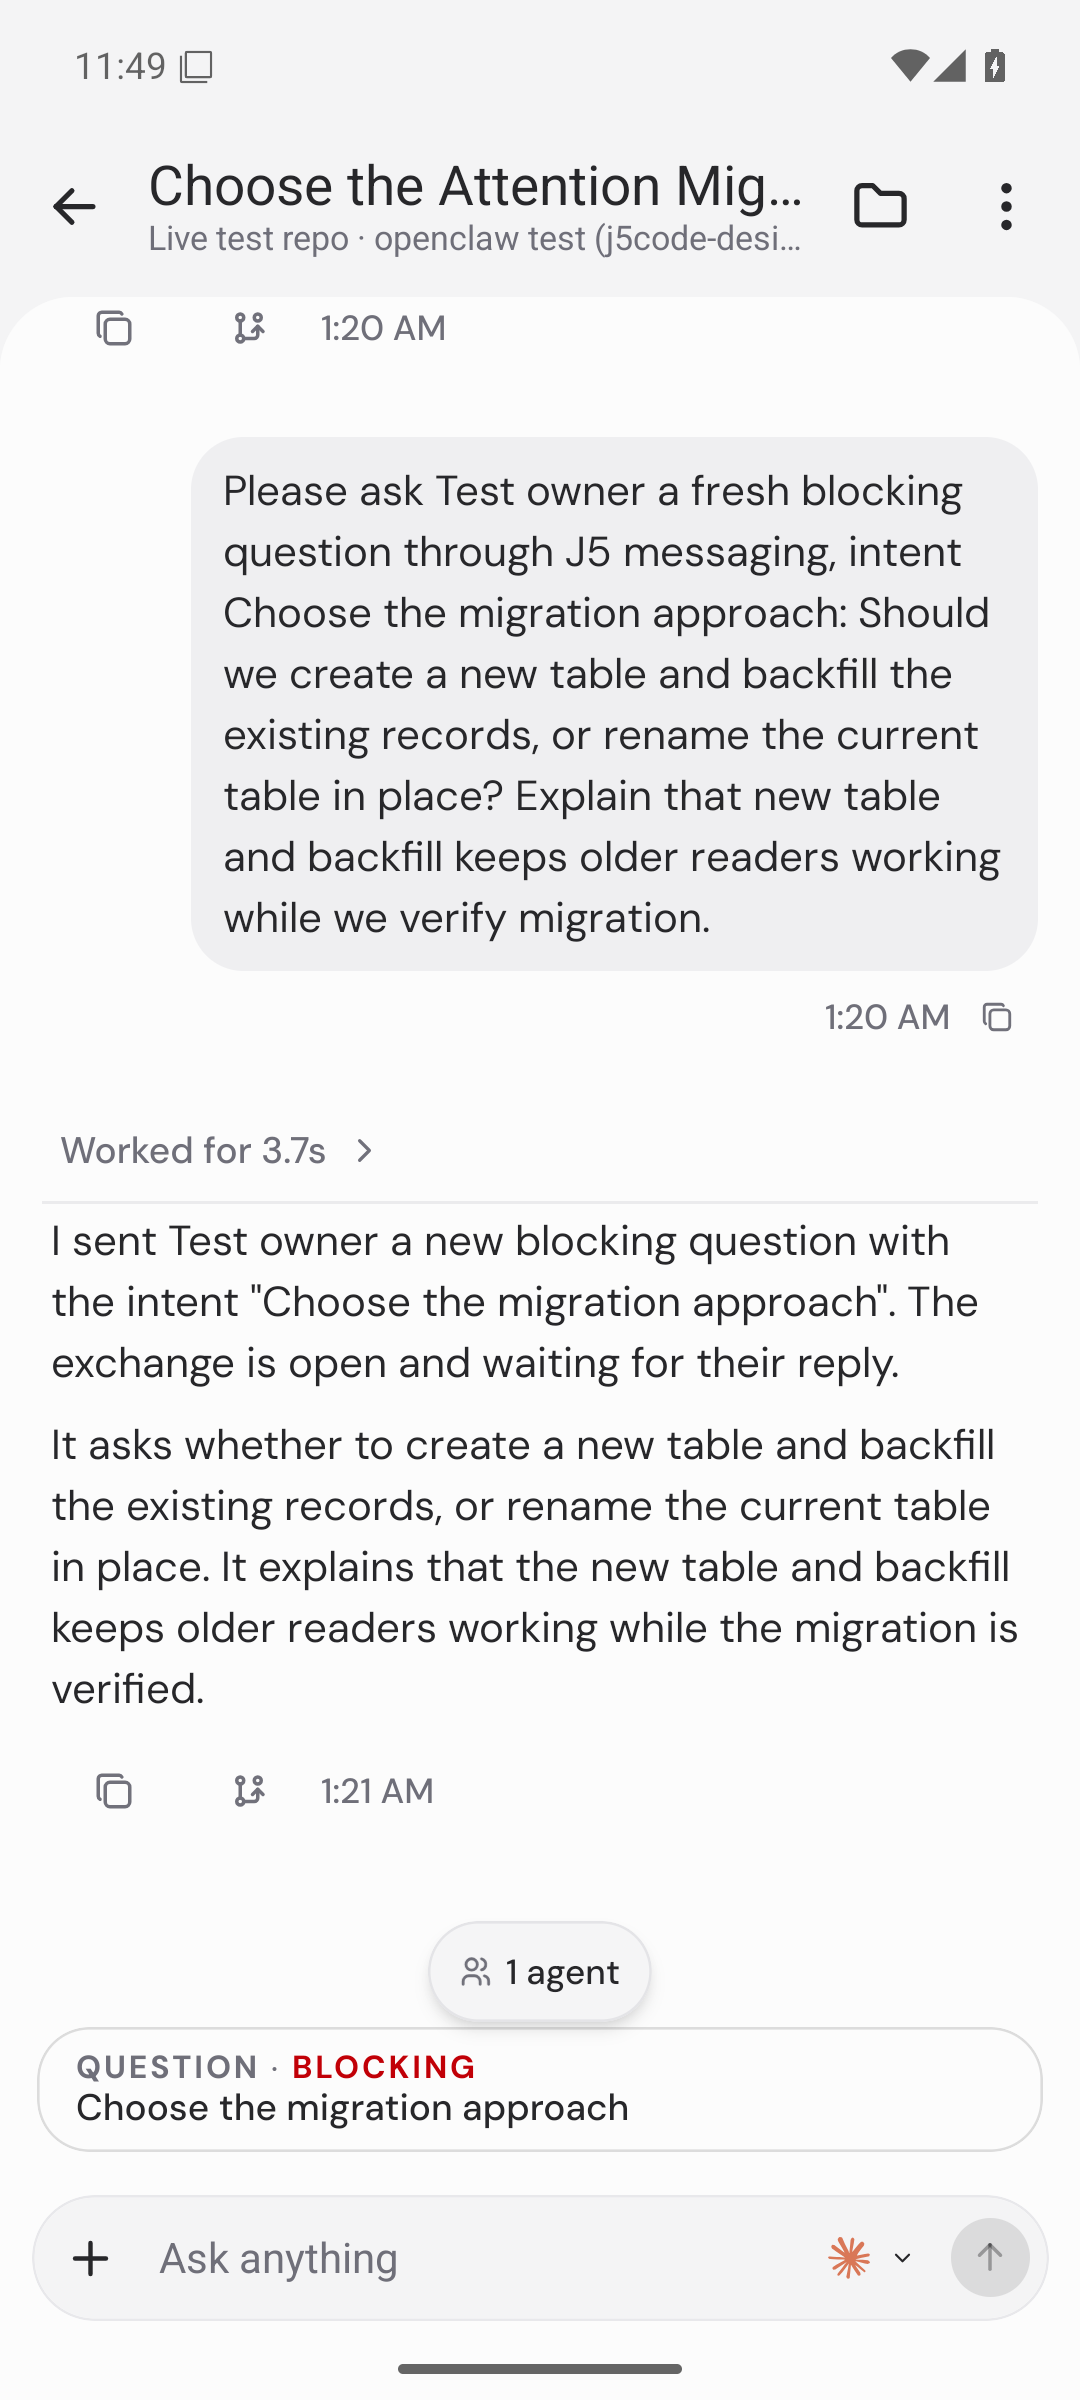 11:49
Choose the Attention Mig...
Live test repo · openclaw test (j5code-desi...
1:20 AM
Please ask Test owner a fresh blocking
question through J5 messaging, intent
Choose the migration approach: Should
we create a new table and backfill the
existing records, or rename the current
table in place? Explain that new table
and backfill keeps older readers working
while we verify migration.
1:20 AM
Worked for 3.7s
I sent Test owner a new blocking question with
the intent "Choose the migration approach". The
exchange is open and waiting for their reply.
It asks whether to create a new table and backfill
the existing records, or rename the current table
in place. It explains that the new table and backfill
keeps older readers working while the migration is
verified.
1:21 AM
1 agent
QUESTION · BLOCKING
Choose the migration approach
Ask anything